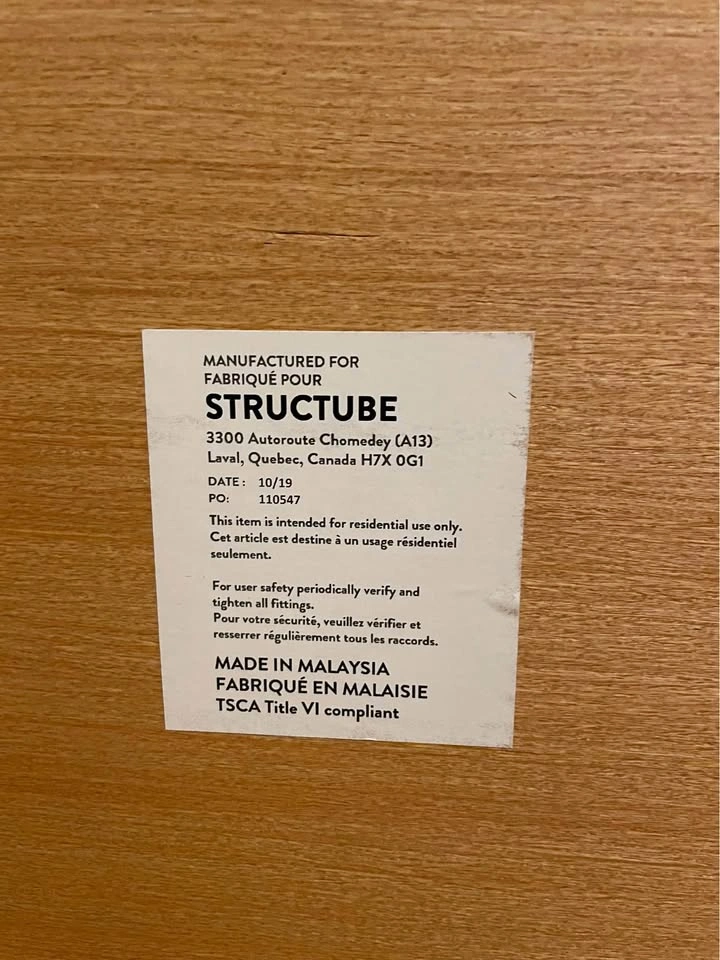 MANUFACTURED FOR
FABRIQUÉ POUR
STRUCTUBE
3300 Autoroute Chomedey (A13)
Laval, Quebec, Canada H7X 0G1
DATE : 10/19
PO: 110547
This item is intended for residential use only.
Cet article est destine à un usage résidentiel
seulement.
For user safety periodically verify and
tighten all fittings.
Pour votre sécurité, veuillez vérifier et
resserrer régulièrement tous les raccords.
MADE IN MALAYSIA
FABRIQUÉ EN MALAISIE
TSCA Title VI compliant